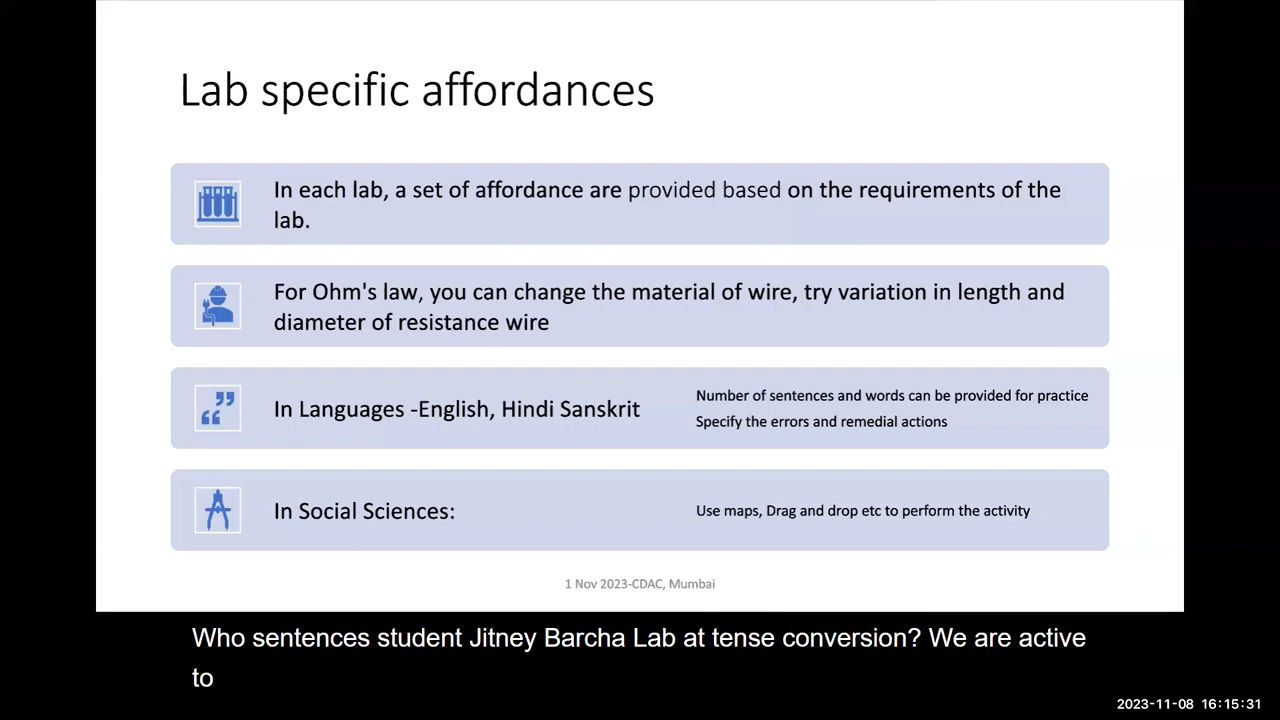 Lab specific affordances
In each lab, a set of affordance are provided based on the requirements of the
lab.
For Ohm's law, you can change the material of wire, try variation in length and
diameter of resistance wire
In Languages -English, Hindi Sanskrit
Number of sentences and words can be provided for practice
Specify the errors and remedial actions
In Social Sciences:
Use maps, Drag and drop etc to perform the activity
1 Nov 2023-CDAC, Mumbai
Who sentences student Jitney Barcha Lab at tense conversion? We are active
to
2023-11-08 16:15:31